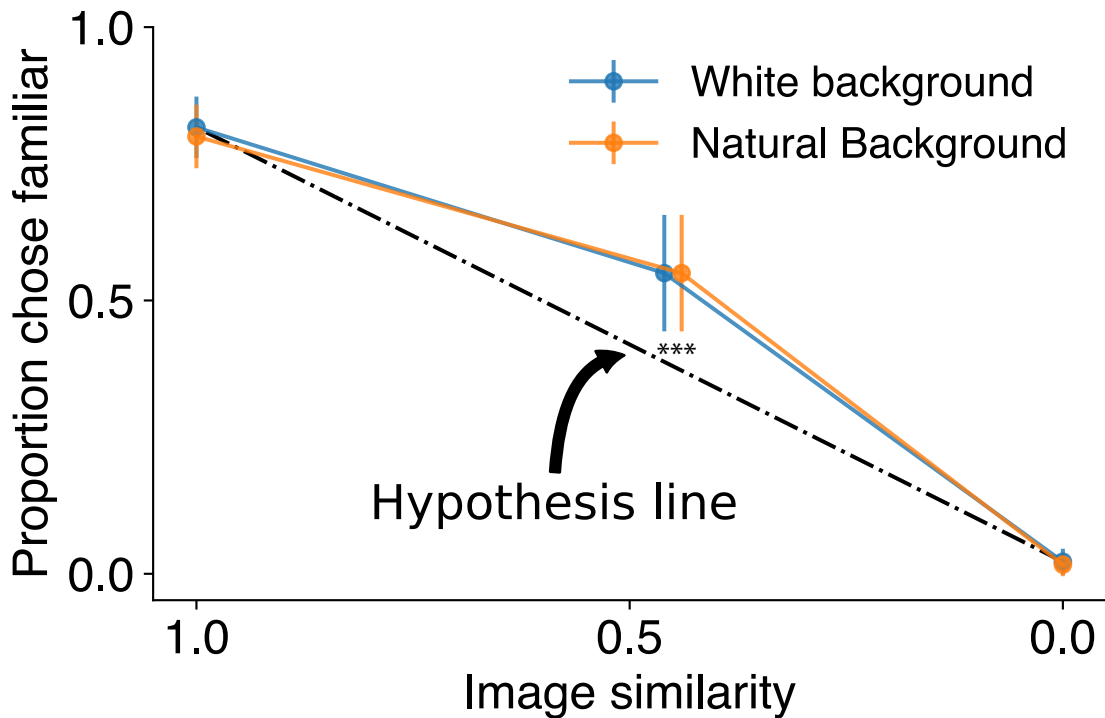 1.0
White background
Natural Background
Proportion chose familiar
0.5
***
Hypothesis line
0.0
1.0
0.5
0.0
Image similarity